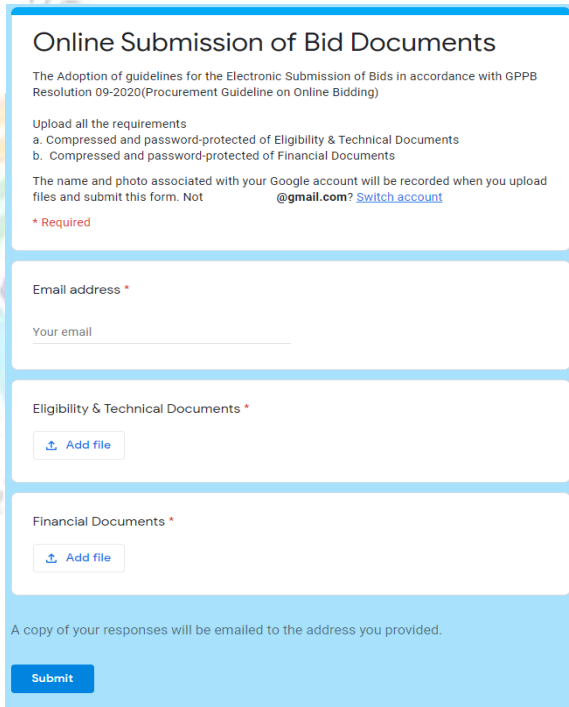 Online Submission of Bid Documents
The Adoption of guidelines for the Electronic Submission of Bids in accordance with GPPB
Resolution 09-2020(Procurement Guideline on Online Bidding)
Upload all the requirements
a. Compressed and password-protected of Eligibility & Technical Documents
b. Compressed and password-protected of Financial Documents
The name and photo associated with your Google account will be recorded when you upload
files and submit this form. Not @gmail.com? Switch account
* Required
Email address *
Your email
Eligibility & Technical Documents *
Add file
Financial Documents *
Add file
A copy of your responses will be emailed to the address you provided.
Submit